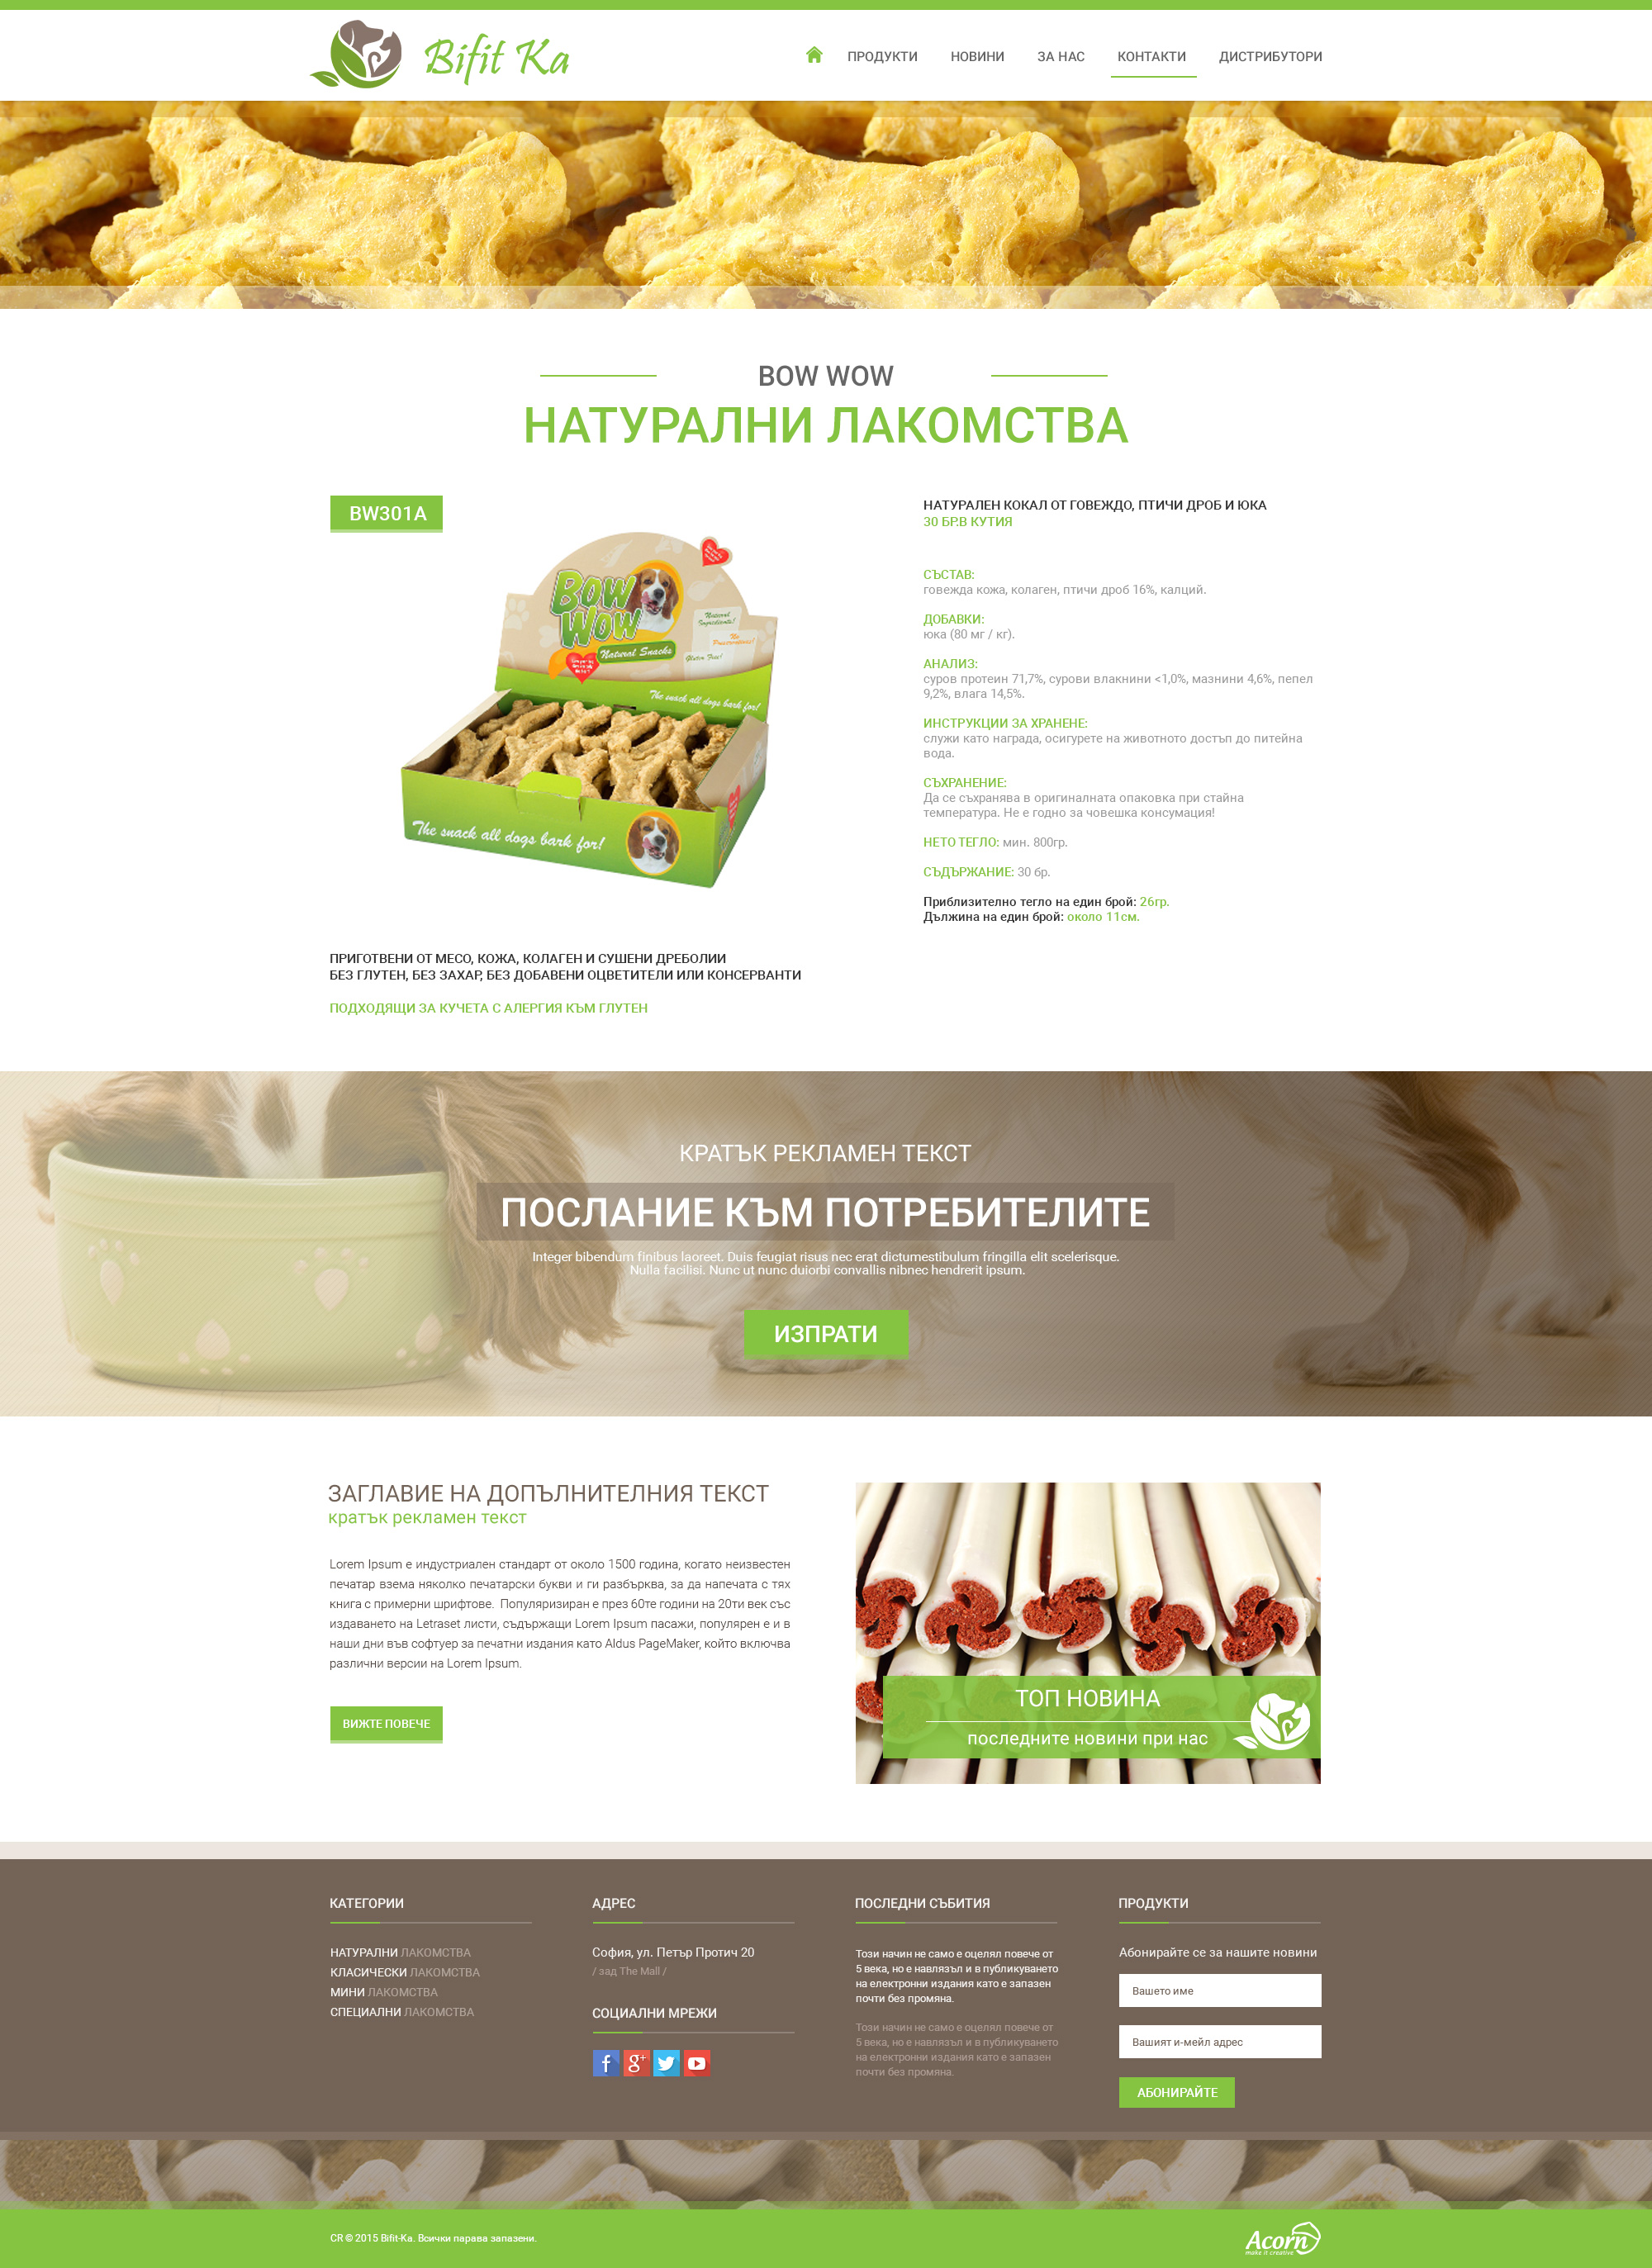 Bifit Ka
ПРОДУКТИ НОВИНИ ЗА НАС КОНТАКТИ ДИСТРИБУТОРИ
BOW WOW
НАТУРАЛНИ ЛАКОМСТВА
BW301A
Bow Wow
Natural Snacks
Natural Ingredients!
No Preservatives!
Gluten Free!
The snack all dogs bark for!
The snack all dogs bark for!
НАТУРАЛЕН КОКАЛ ОТ ГОВЕЖДО, ПТИЧИ ДРОБ И ЮКА
30 БР.В КУТИЯ
СЪСТАВ:
говежда кожа, колаген, птичи дроб 16%, калций.
ДОБАВКИ:
юка (80 мг / кг).
АНАЛИЗ:
суров протеин 71,7%, сурови влакнини <1,0%, мазнини 4,6%, пепел
9,2%, влага 14,5%.
ИНСТРУКЦИИ ЗА ХРАНЕНЕ:
служи като награда, осигурете на животното достъп до питейна
вода.
СЪХРАНЕНИЕ:
Да се съхранява в оригиналната опаковка при стайна
температура. Не е годно за човешка консумация!
НЕТО ТЕГЛО: мин. 800гр.
СЪДЪРЖАНИЕ: 30 бр.
Приблизително тегло на един брой: 26гр.
Дължина на един брой: около 11см.
ПРИГОТВЕНИ ОТ МЕСО, КОЖА, КОЛАГЕН И СУШЕНИ ДРЕБОЛИИ
БЕЗ ГЛУТЕН, БЕЗ ЗАХАР, БЕЗ ДОБАВЕНИ ОЦВЕТИТЕЛИ ИЛИ КОНСЕРВАНТИ
ПОДХОДЯЩИ ЗА КУЧЕТА С АЛЕРГИЯ КЪМ ГЛУТЕН
КРАТЪК РЕКЛАМЕН ТЕКСТ
ПОСЛАНИЕ КЪМ ПОТРЕБИТЕЛИТЕ
Integer bibendum finibus laoreet. Duis feugiat risus nec erat dictumestibulum fringilla elit scelerisque.
Nulla facilisi. Nunc ut nunc duiorbi convallis nibnec hendrerit ipsum.
ИЗПРАТИ
ЗАГЛАВИЕ НА ДОПЪЛНИТЕЛНИЯ ТЕКСТ
кратък рекламен текст
Lorem Ipsum е индустриален стандарт от около 1500 година, когато неизвестен
печатар взема няколко печатарски букви и ги разбърква, за да напечата с тях
книга с примерни шрифтове. Популяризиран е през 60те години на 20ти век със
издаването на Letraset листи, съдържащи Lorem Ipsum пасажи, популярен е и в
наши дни във софтуер за печатни издания като Aldus PageMaker, който включва
различни версии на Lorem Ipsum.
ВИЖТЕ ПОВЕЧЕ
ТОП НОВИНА
последните новини при нас
КАТЕГОРИИ
НАТУРАЛНИ ЛАКОМСТВА
КЛАСИЧЕСКИ ЛАКОМСТВА
МИНИ ЛАКОМСТВА
СПЕЦИАЛНИ ЛАКОМСТВА
АДРЕС
София, ул. Петър Протич 20
/ зад The Mall /
СОЦИАЛНИ МРЕЖИ
f g+
ПОСЛЕДНИ СЪБИТИЯ
Този начин не само е оцелял повече от
5 века, но е навлязъл и в публикуването
на електронни издания като е запазен
почти без промяна.
Този начин не само е оцелял повече от
5 века, но е навлязъл и в публикуването
на електронни издания като е запазен
почти без промяна.
ПРОДУКТИ
Абонирайте се за нашите новини
Вашето име
Вашият и-мейл адрес
АБОНИРАЙТЕ
CR © 2015 Bifit-Ka. Всички парава запазени.
Acorn
make it creative